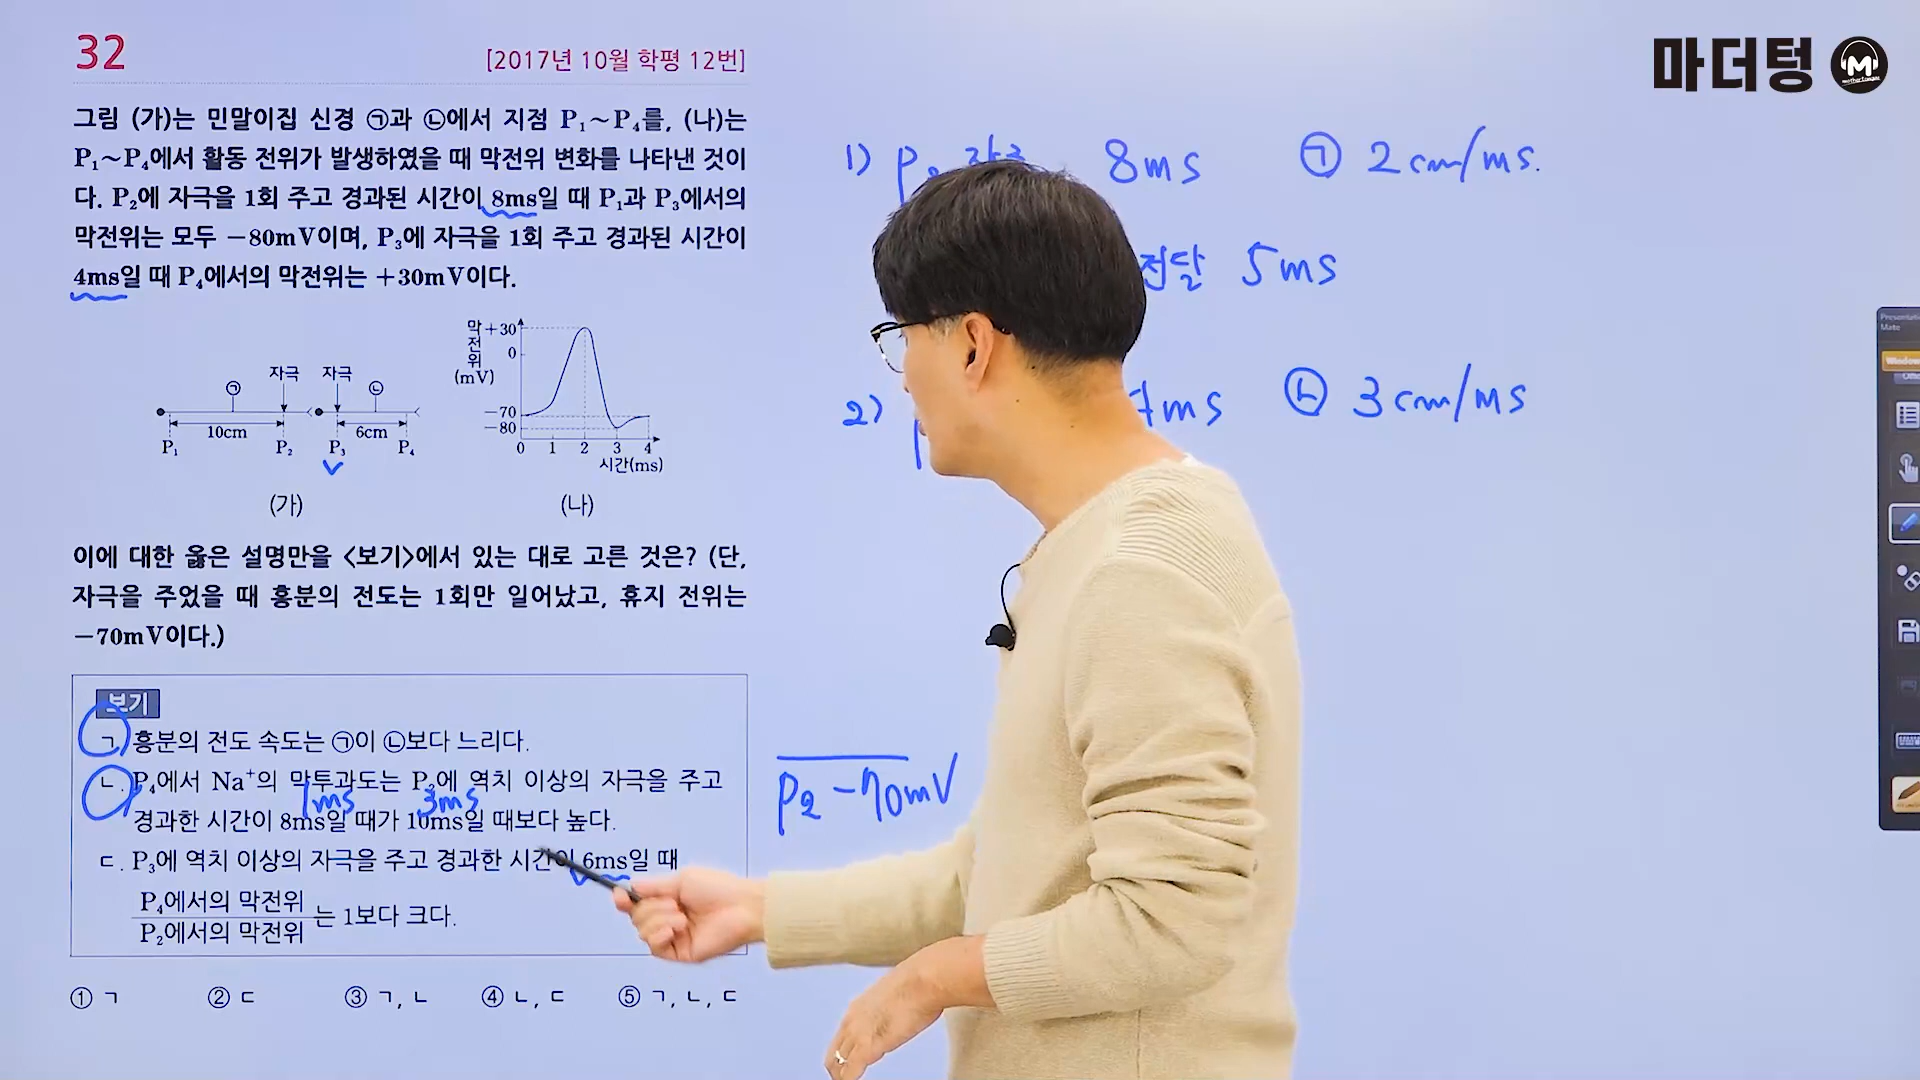 32
[2017년 10월 학평 12번]
그림 (가)는 민말이집 신경 ㉠과 ㉡에서 지점 P₁～P₄를, (나)는
P₁～P₄에서 활동 전위가 발생하였을 때 막전위 변화를 나타낸 것이
다. P₂에 자극을 1회 주고 경과된 시간이 8ms일 때 P₁과 P₃에서의
막전위는 모두 －80mV이며, P₃에 자극을 1회 주고 경과된 시간이
4ms일 때 P₄에서의 막전위는 ＋30mV이다.
자극 자극
㉠ ㉡
10cm 6cm
P₁ P₂ P₃ P₄
(가)
막전위(mV)
+30
0
-70
-80
0 1 2 3 4
시간(ms)
(나)
이에 대한 옳은 설명만을 <보기>에서 있는 대로 고른 것은? (단,
자극을 주었을 때 흥분의 전도는 1회만 일어났고, 휴지 전위는
－70mV이다.)
보기
ㄱ. 흥분의 전도 속도는 ㉠이 ㉡보다 느리다.
ㄴ. P₄에서 Na⁺의 막투과도는 P₂에 역치 이상의 자극을 주고
1ms 3ms
경과한 시간이 8ms일 때가 10ms일 때보다 높다.
ㄷ. P₃에 역치 이상의 자극을 주고 경과한 시간이 6ms일 때
P₄에서의 막전위
P₂에서의 막전위
는 1보다 크다.
① ㄱ ② ㄷ ③ ㄱ, ㄴ ④ ㄴ, ㄷ ⑤ ㄱ, ㄴ, ㄷ
마더텅
1) 8ms ㉠ 2cm/ms.
전달 5ms
2) ㉡ 3cm/ms
P₂ -70mV